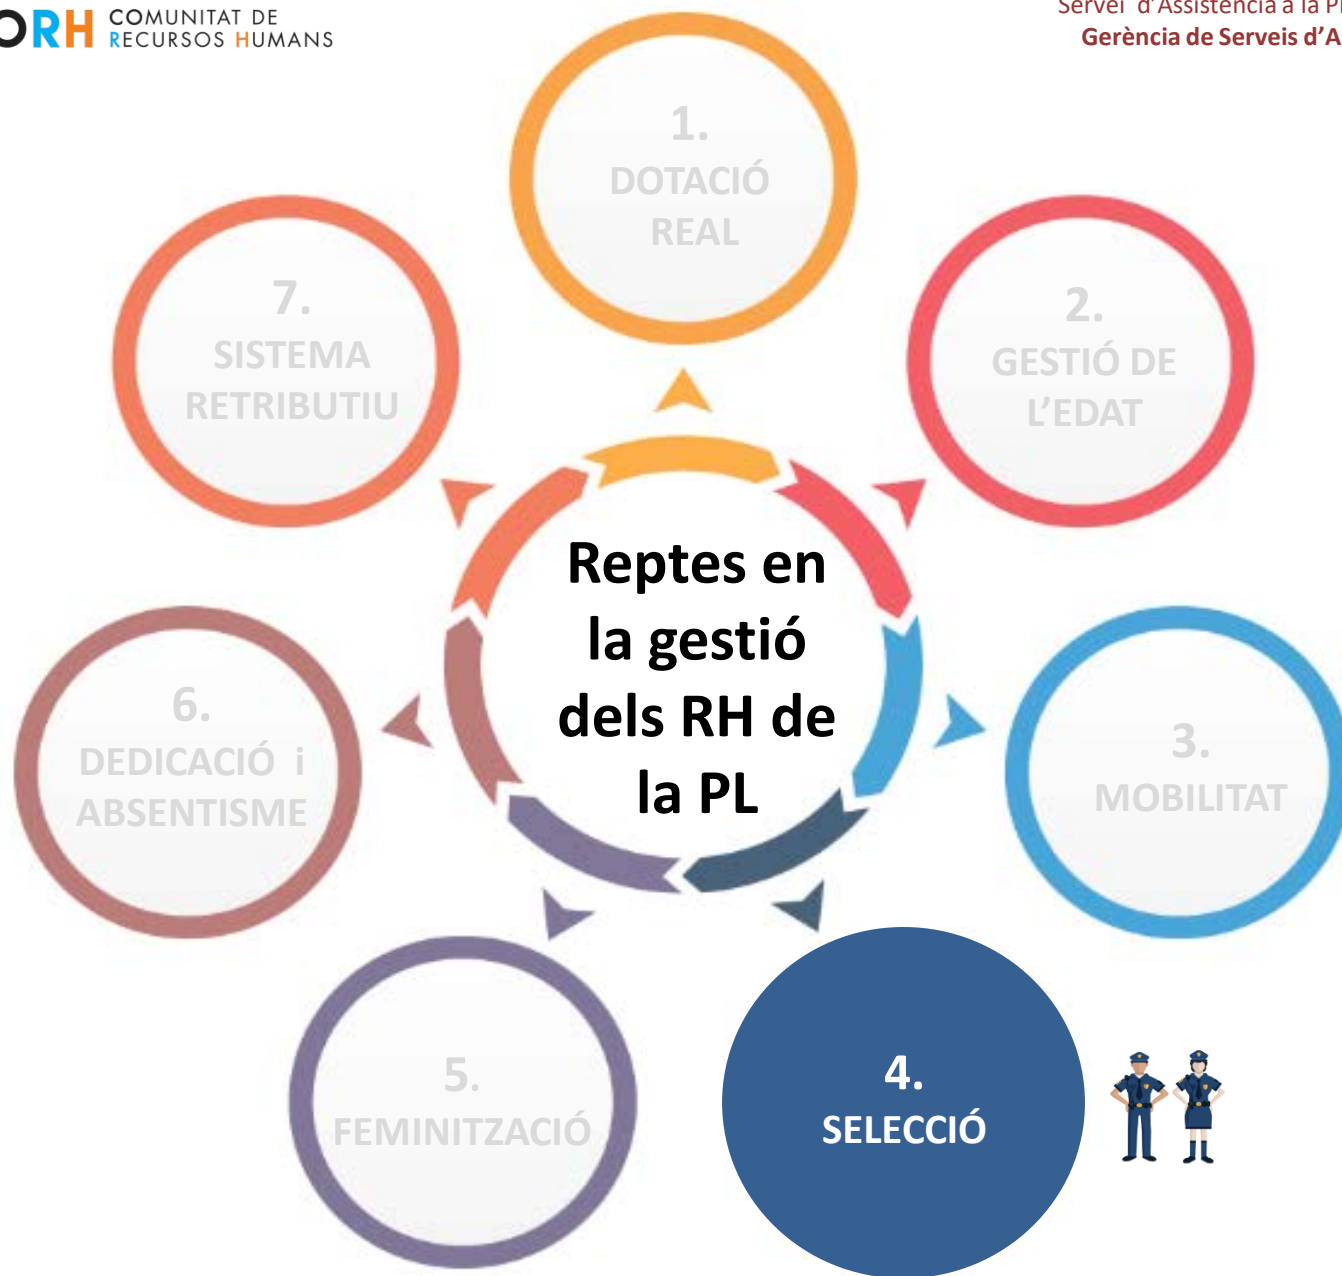 ORH COMUNITAT DE
RECURSOS HUMANS
Servei d'Assistència a la
Gerència de Serveis d'A
1.
DOTACIÓ
REAL
2.
GESTIÓ DE
L'EDAT
3.
MOBILITAT
4.
SELECCIÓ
5.
FEMINITZACIÓ
6.
DEDICACIÓ i
ABSENTISME
7.
SISTEMA
RETRIBUTIU
Reptes en
la gestió
dels RH de
la PL